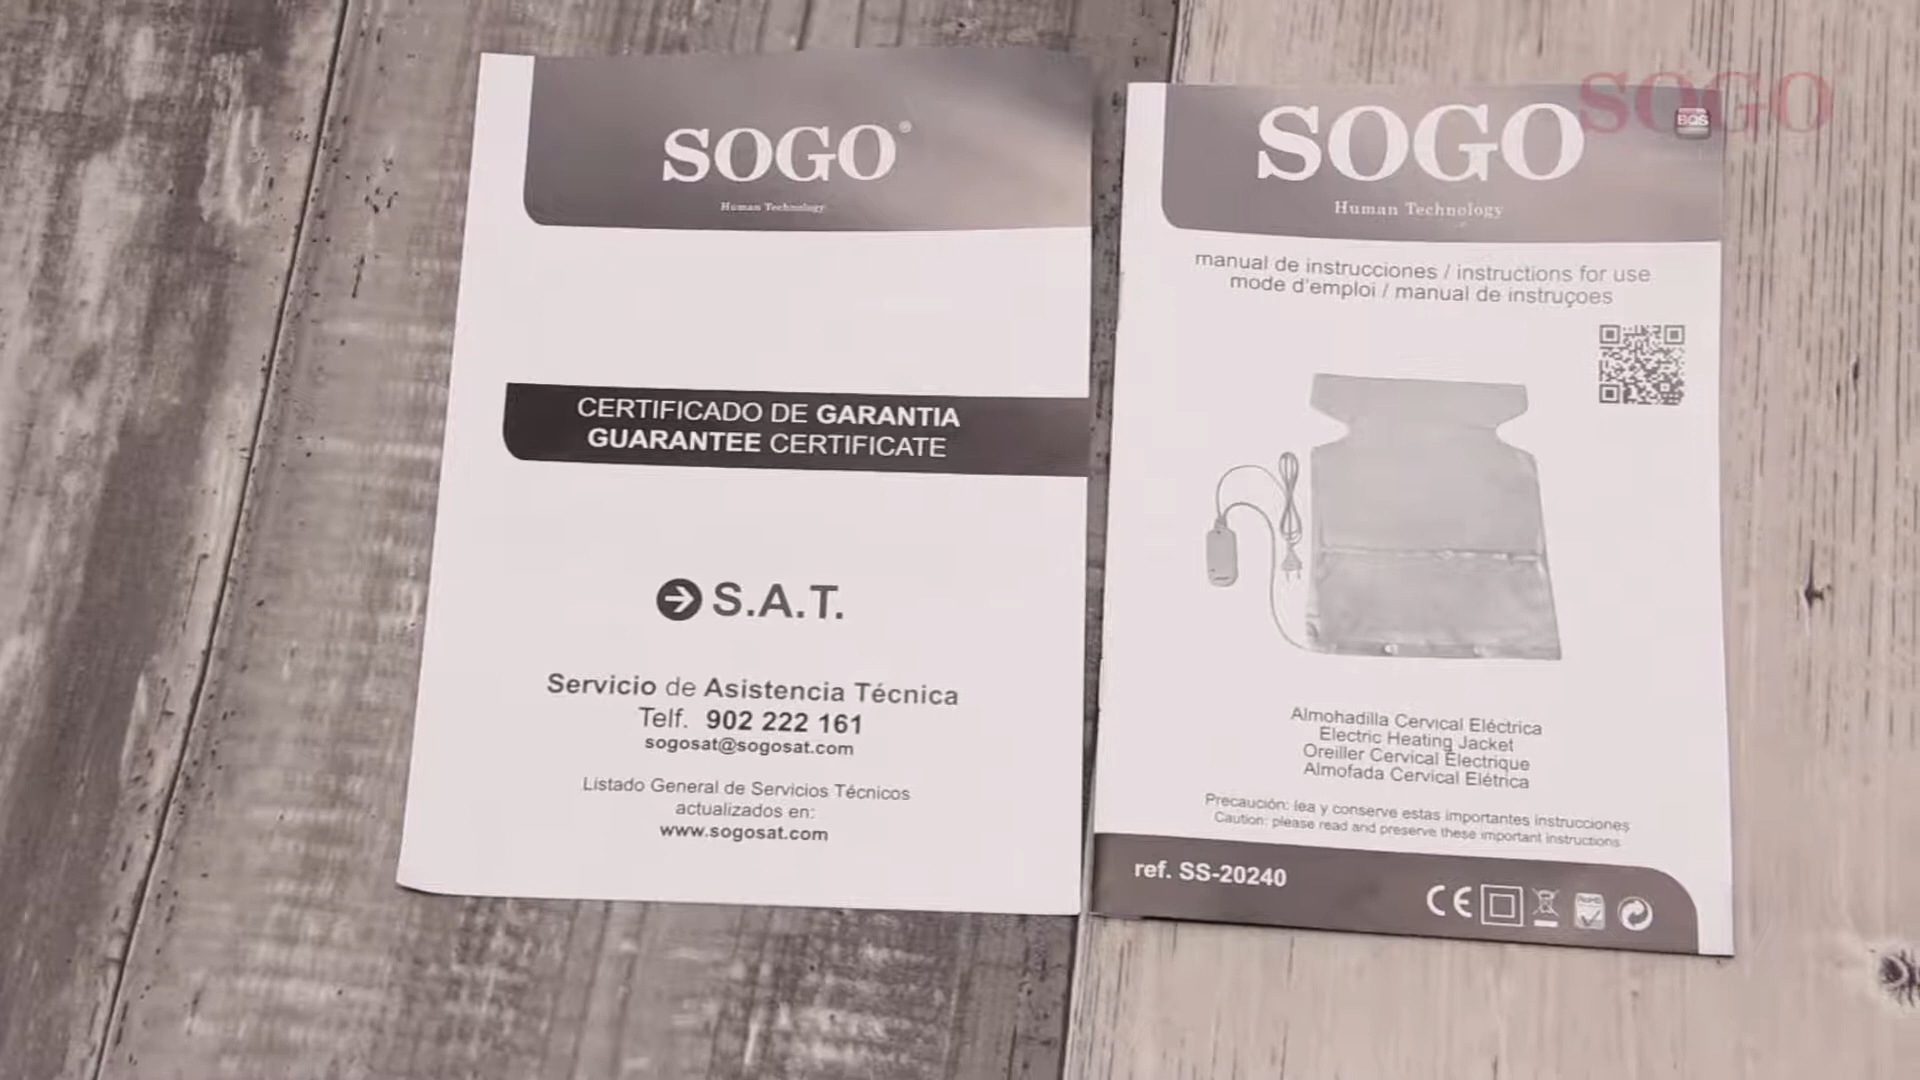 SOGO®
Human Technology
CERTIFICADO DE GARANTIA
GUARANTEE CERTIFICATE
S.A.T.
Servicio de Asistencia Técnica
Telf. 902 222 161
sogosat@sogosat.com
Listado General de Servicios Técnicos
actualizados en:
www.sogosat.com
SOGO
BQS
Human Technology
manual de instrucciones / instructions for use
mode d'emploi / manual de instruçoes
Almohadilla Cervical Eléctrica
Electric Heating Jacket
Oreiller Cervical Électrique
Almofada Cervical Elétrica
Precaución: lea y conserve estas importantes instrucciones
Caution: please read and preserve these important instructions
ref. SS-20240
CE
RoHS
SOGO